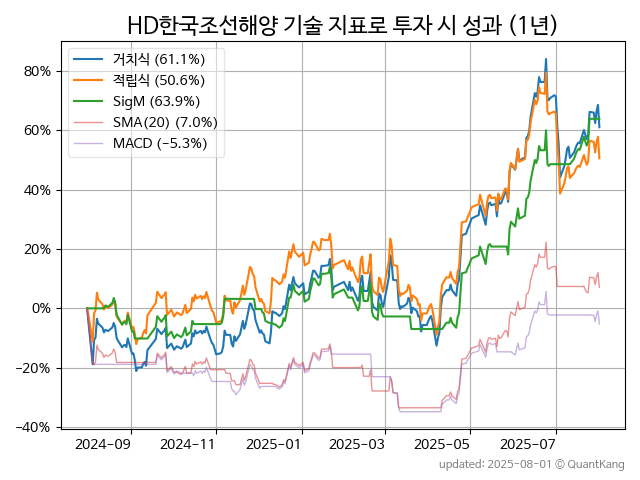 HD한국조선해양 기술 지표로 투자 시 성과 (1년)
거치식 (61.1%)
적립식 (50.6%)
SigM (63.9%)
SMA(20) (7.0%)
MACD (−5.3%)
80%
60%
40%
20%
0%
−20%
−40%
2024-09 2024-11 2025-01 2025-03 2025-05 2025-07
updated: 2025-08-01 © QuantKang